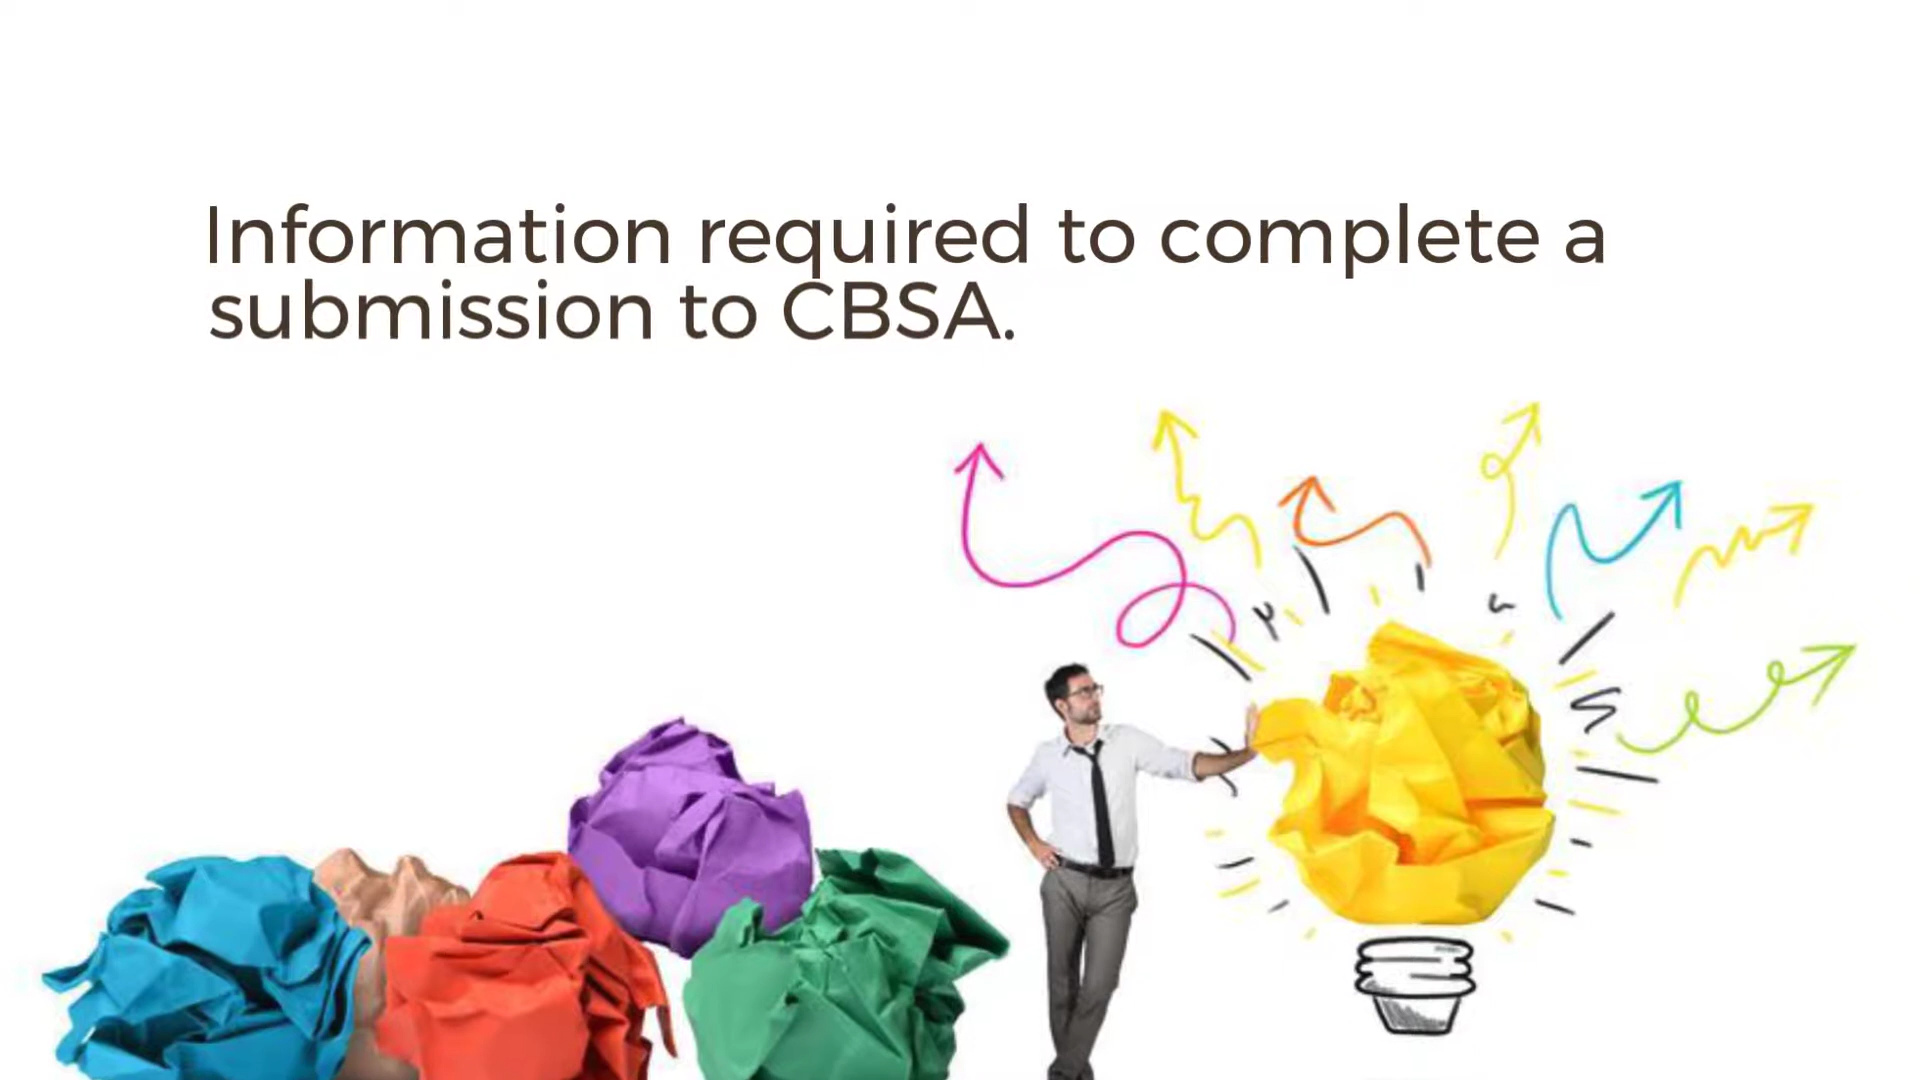 Information required to complete a
submission to CBSA.